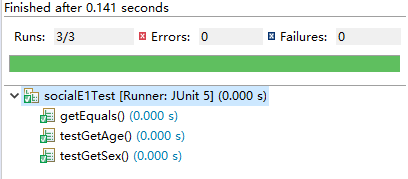 Finished after 0.141 seconds
Runs: 3/3 Errors: 0 Failures: 0
socialE1Test [Runner: JUnit 5] (0.000 s)
getEquals() (0.000 s)
testGetAge() (0.000 s)
testGetSex() (0.000 s)